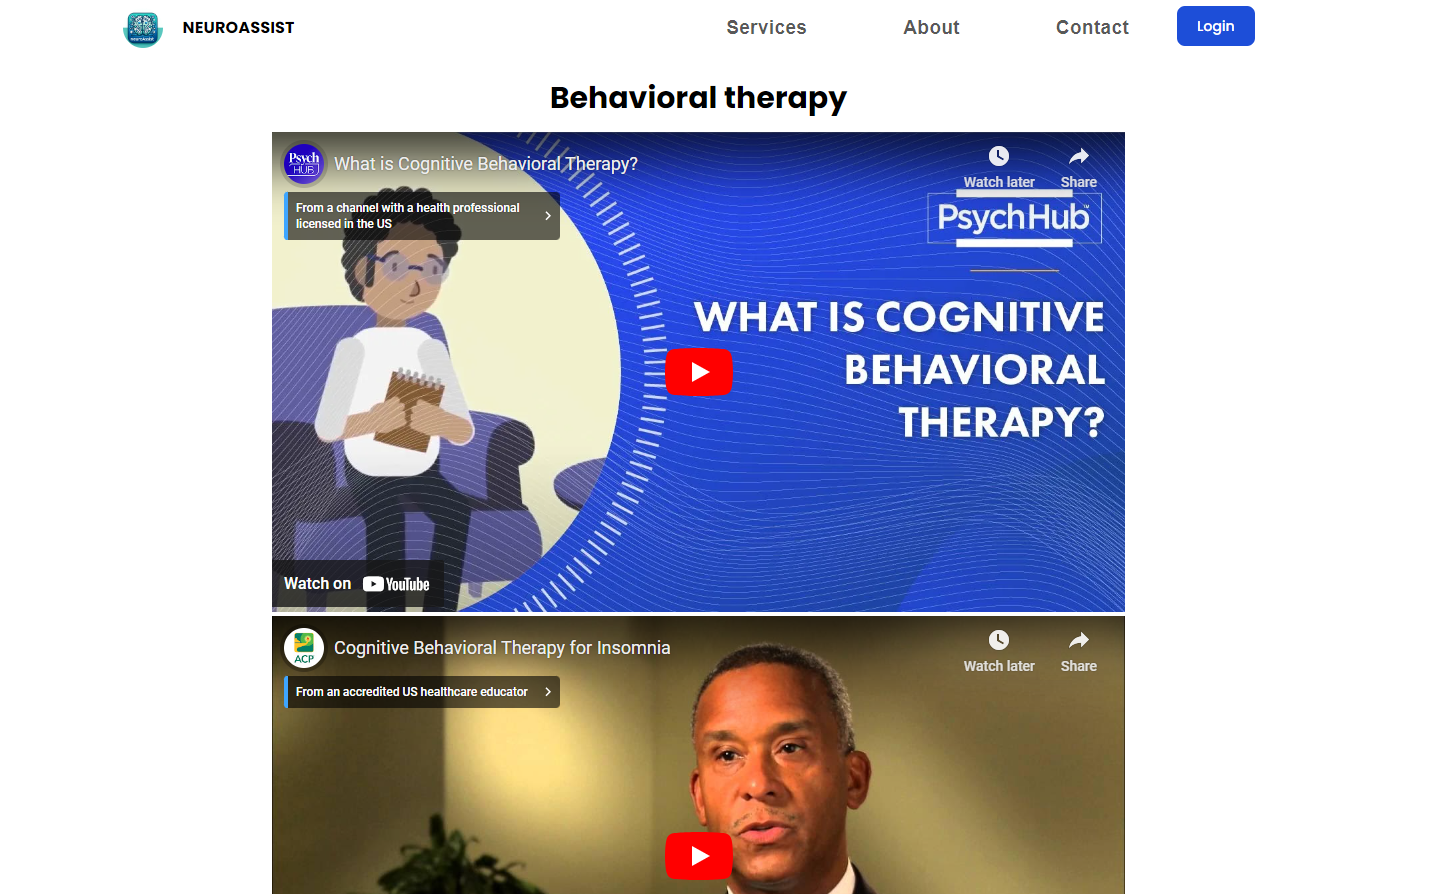 NEUROASSIST
Services
About
Contact
Login
Behavioral therapy
Psych
HUB
What is Cognitive Behavioral Therapy?
Watch later
Share
From a channel with a health professional
licensed in the US
PsychHub™
WHAT IS COGNITIVE
BEHAVIORAL
THERAPY?
Watch on
YouTube
ACP
Cognitive Behavioral Therapy for Insomnia
Watch later
Share
From an accredited US healthcare educator